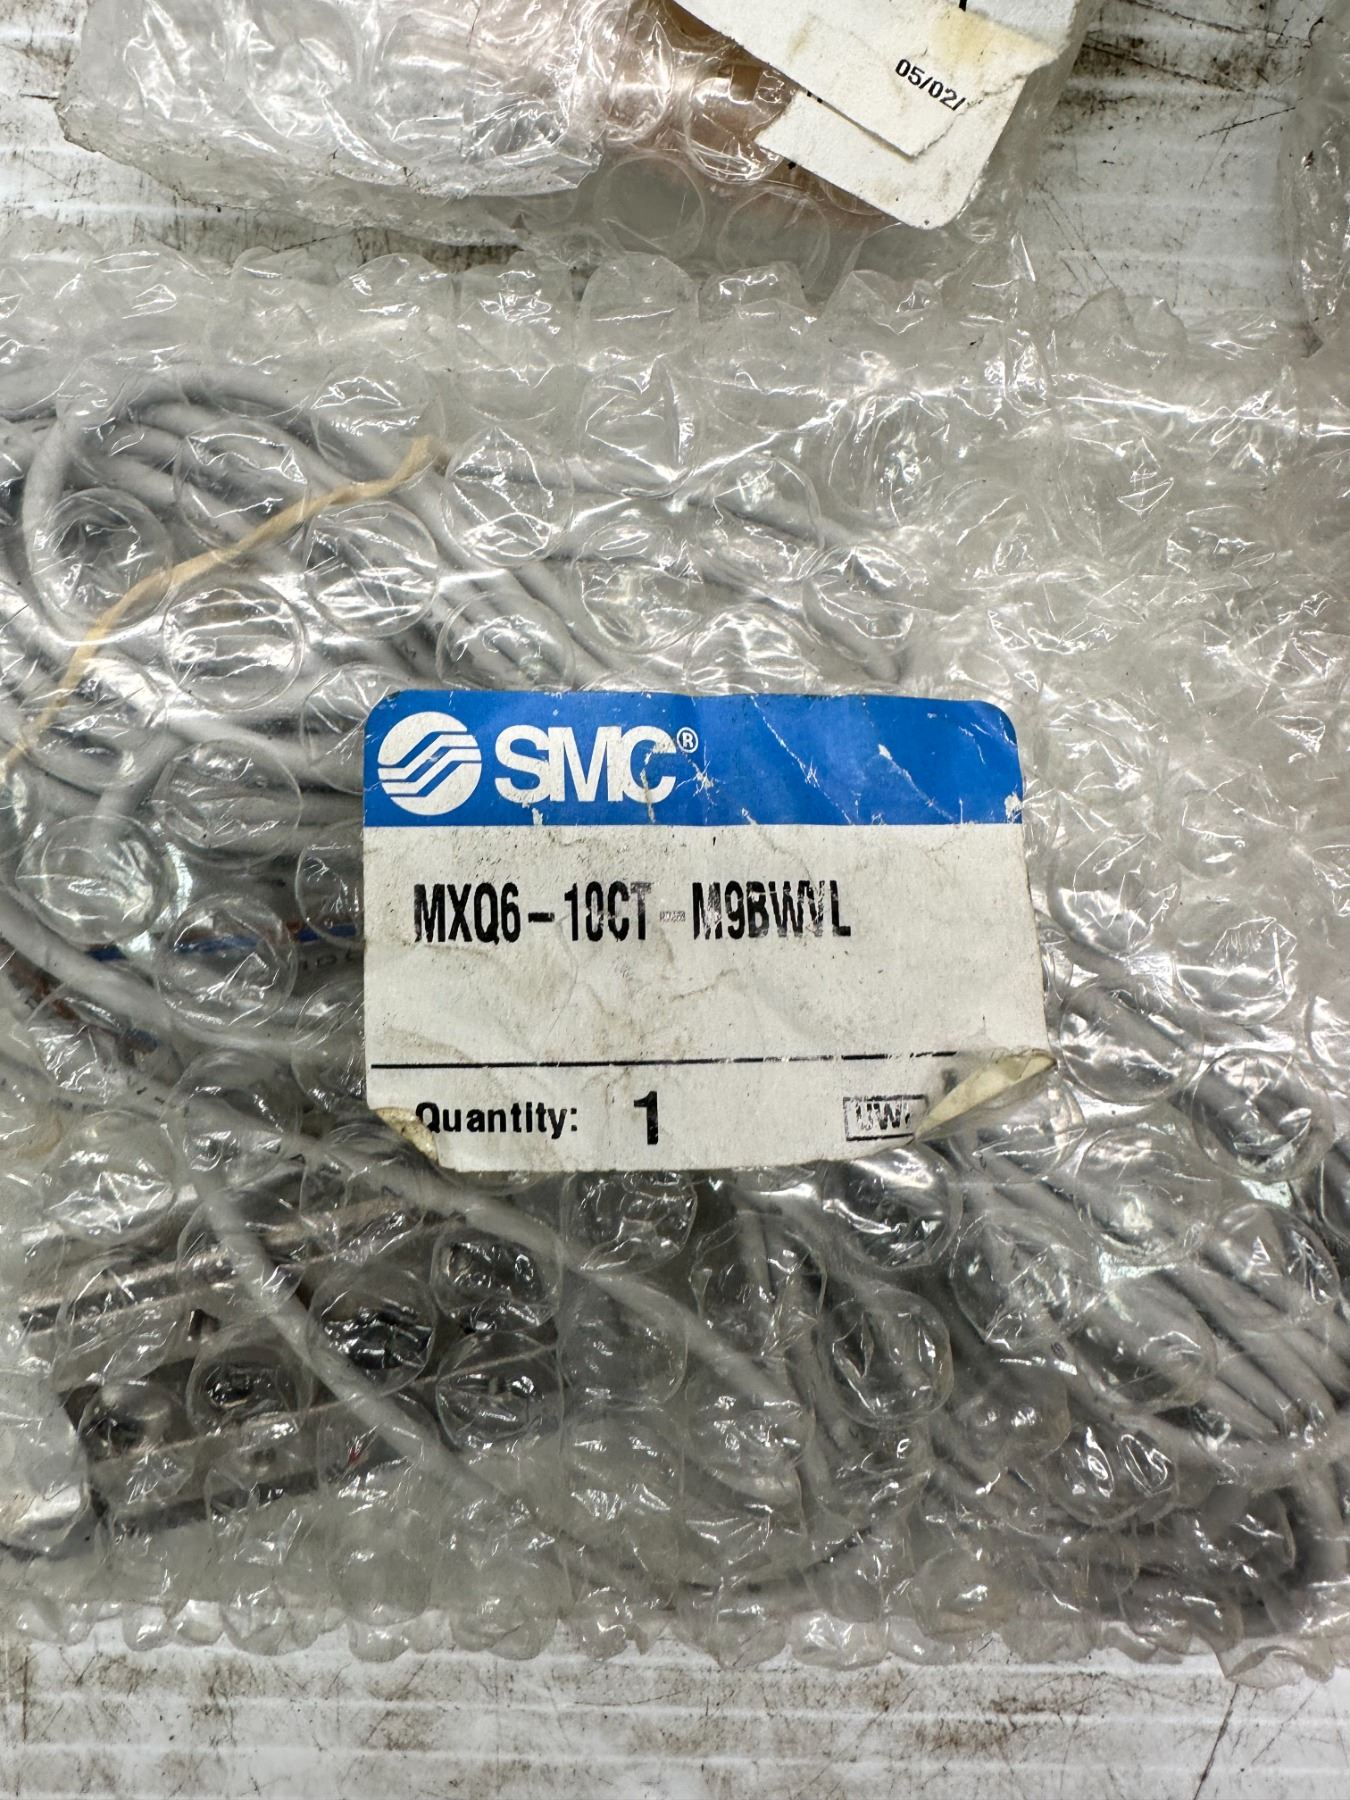 05/02/
SMC®
MXQ6-10CT-M9BWVL
Quantity: 1